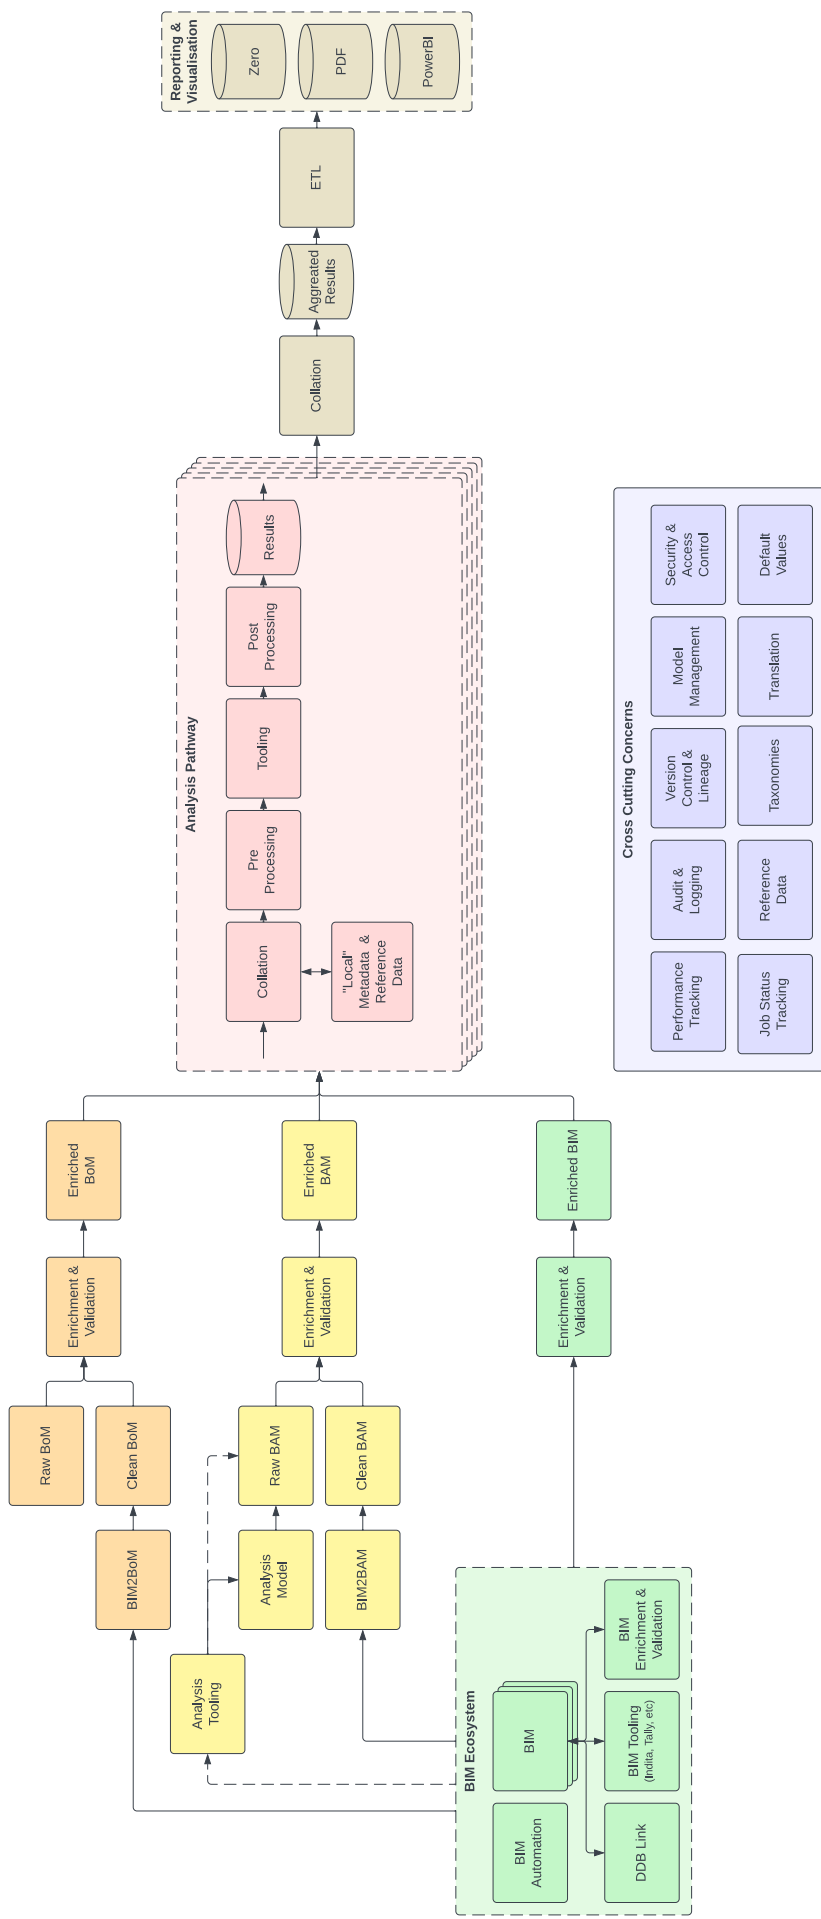 Raw BoM
BIM2BoM
Clean BoM
Enrichment &
Validation
Enriched
BoM
Analysis
Tooling
Analysis
Model
Raw BAM
BIM2BAM
Clean BAM
Enrichment &
Validation
Enriched
BAM
BIM Ecosystem
BIM
Automation
BIM
DDB Link
BIM Tooling
(Indita, Tally, etc)
BIM
Enrichment &
Validation
Enrichment &
Validation
Enriched BIM
Analysis Pathway
Collation
Pre
Processing
Tooling
Post
Processing
Results
"Local"
Metadata &
Reference
Data
Collation
Aggreated
Results
ETL
Reporting &
Visualisation
Zero
PDF
PowerBI
Cross Cutting Concerns
Performance
Tracking
Audit &
Logging
Version
Control &
Lineage
Model
Management
Security &
Access
Control
Job Status
Tracking
Reference
Data
Taxonomies
Translation
Default
Values